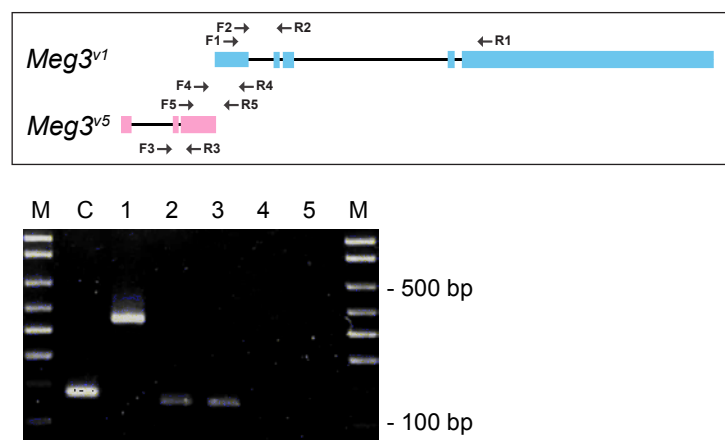 F2 R2
F1 R1
Meg3v1
F4 R4
F5 R5
Meg3v5
F3 R3
M C 1 2 3 4 5 M
- 500 bp
- 100 bp